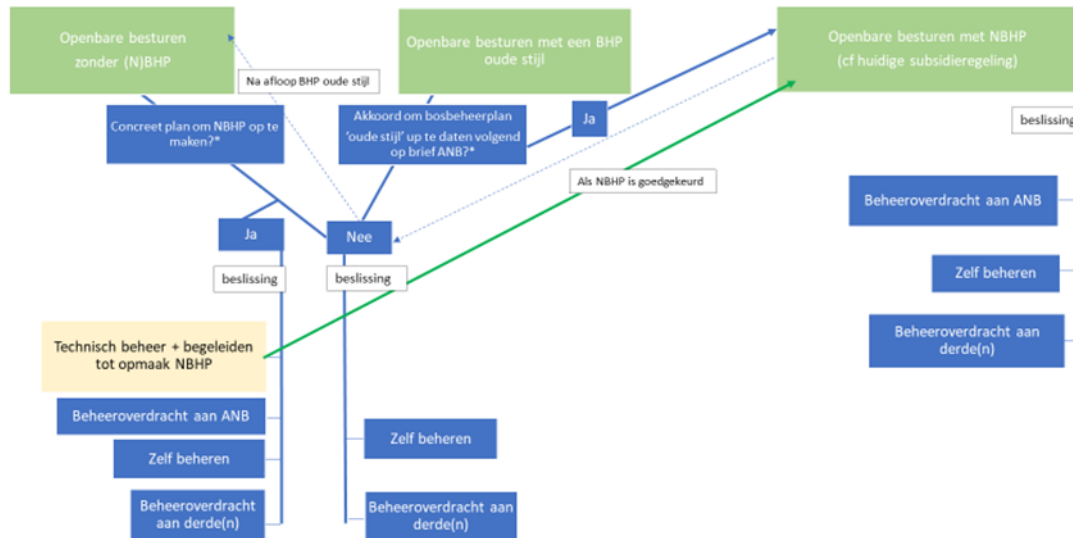 Openbare besturen
zonder (N)BHP
Openbare besturen met een BHP
oude stijl
Openbare besturen met NBHP
(cf huidige subsidieregeling)
Na afloop BHP oude stijl
Concreet plan om NBHP op te
maken?*
Akkoord om bosbeheerplan
‘oude stijl’ up te daten volgend
op brief ANB?*
Ja
beslissing
Als NBHP is goedgekeurd
Beheeroverdracht aan ANB
Zelf beheren
Beheeroverdracht aan
derde(n)
Ja
Nee
beslissing
beslissing
Technisch beheer + begeleiden
tot opmaak NBHP
Beheeroverdracht aan ANB
Zelf beheren
Beheeroverdracht
aan derde(n)
Zelf beheren
Beheeroverdracht aan
derde(n)